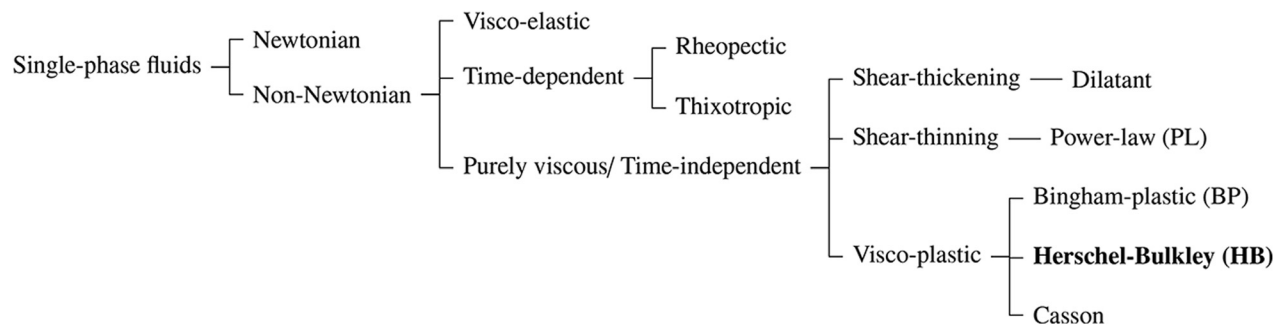 Single-phase fluids
Newtonian
Non-Newtonian
Visco-elastic
Time-dependent
Rheopectic
Thixotropic
Purely viscous/ Time-independent
Shear-thickening
Dilatant
Shear-thinning
Power-law (PL)
Visco-plastic
Bingham-plastic (BP)
Herschel-Bulkley (HB)
Casson